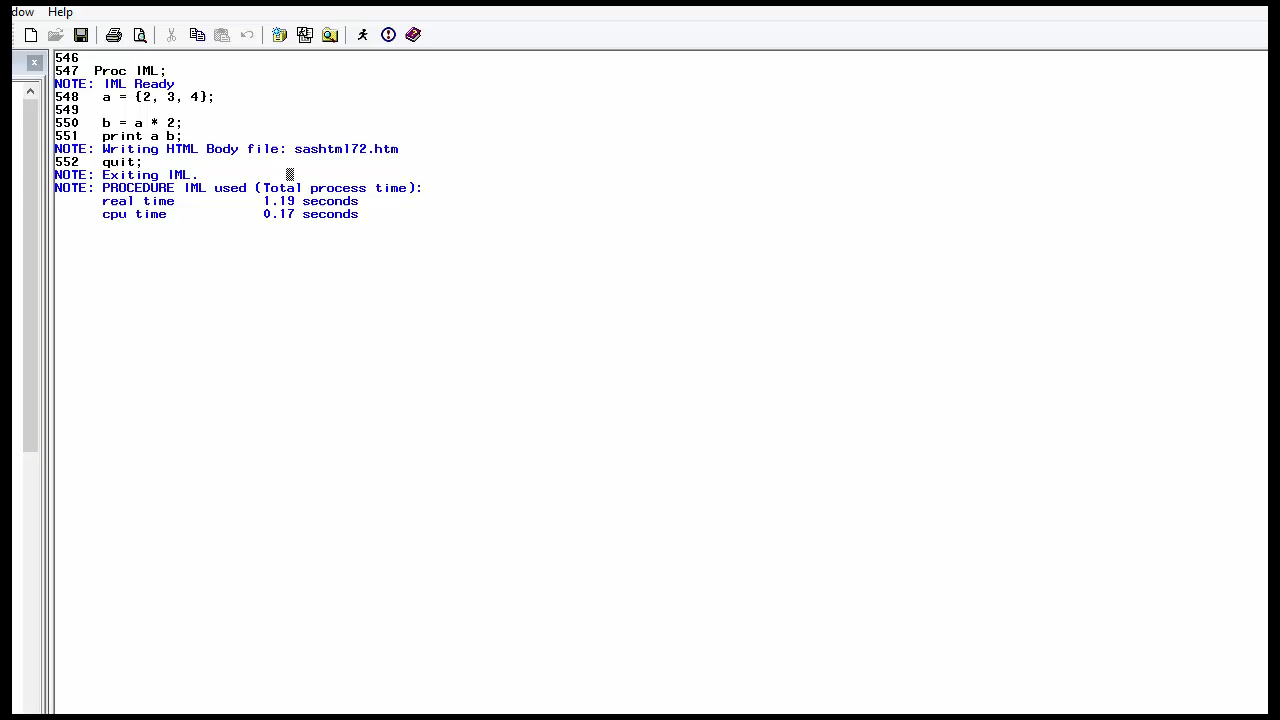 dow Help
546
547 Proc IML;
NOTE: IML Ready
548 a = {2, 3, 4};
549
550 b = a * 2;
551 print a b;
NOTE: Writing HTML Body file: sashtml72.htm
552 quit;
NOTE: Exiting IML.
NOTE: PROCEDURE IML used (Total process time):
real time 1.19 seconds
cpu time 0.17 seconds